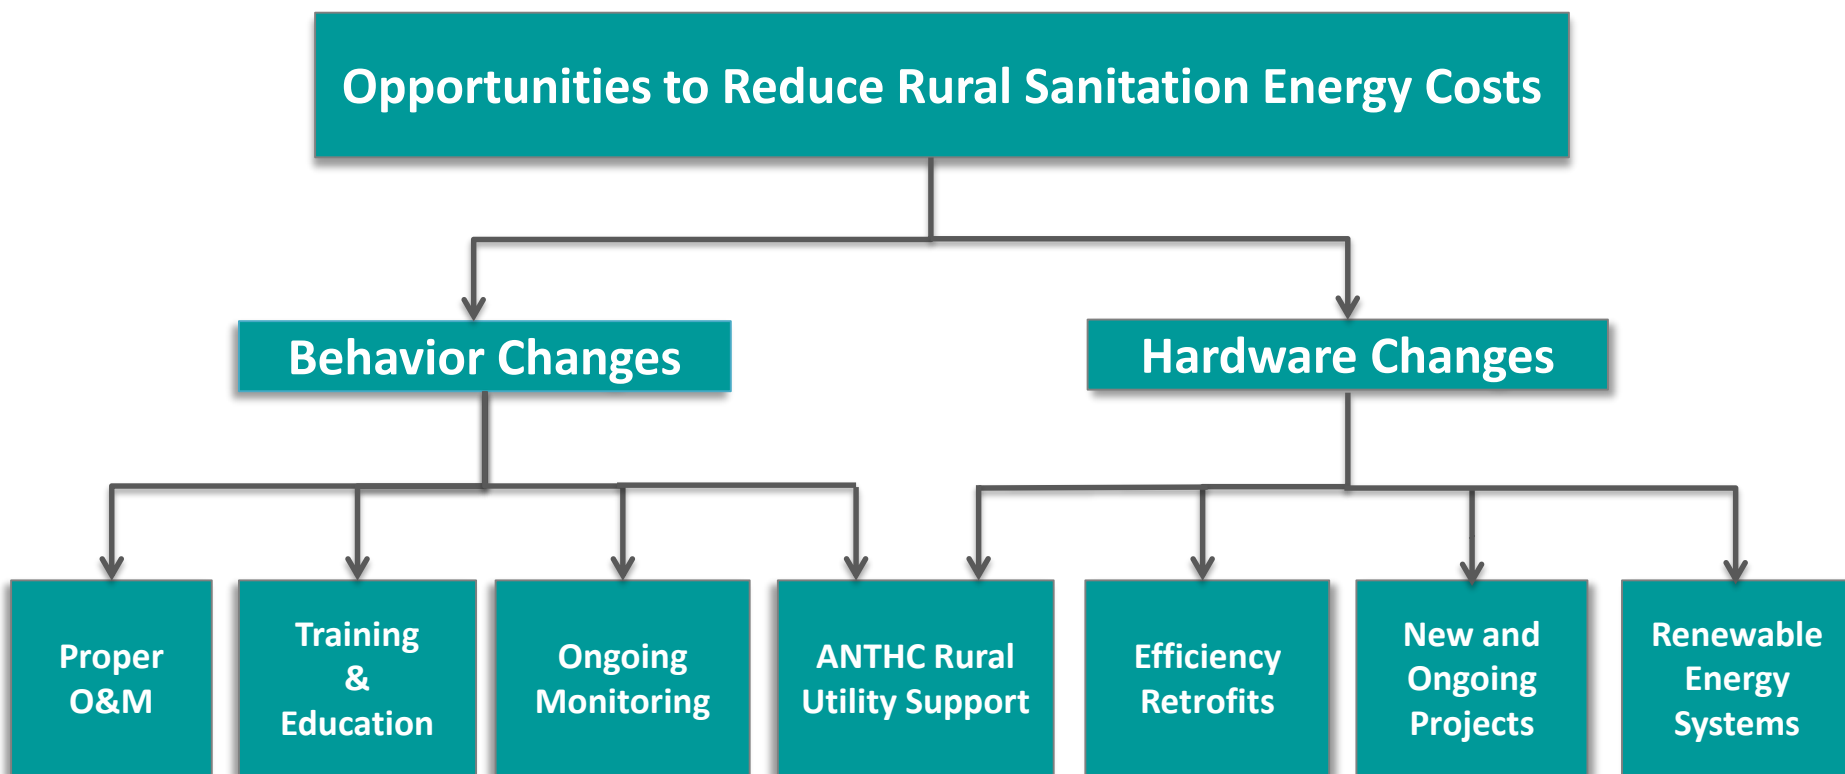 Opportunities to Reduce Rural Sanitation Energy Costs
Behavior Changes
Hardware Changes
Proper
O&M
Training
&
Education
Ongoing
Monitoring
ANTHC Rural
Utility Support
Efficiency
Retrofits
New and
Ongoing
Projects
Renewable
Energy
Systems